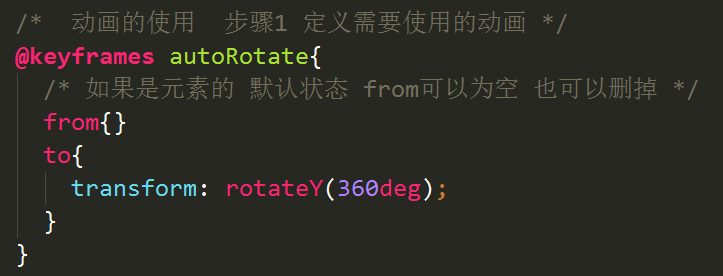 /*  动画的使用  步骤1 定义需要使用的动画 */
@keyframes autoRotate{
/* 如果是元素的 默认状态 from可以为空 也可以删掉 */
from{}
to{
transform: rotateY(360deg);
}
}